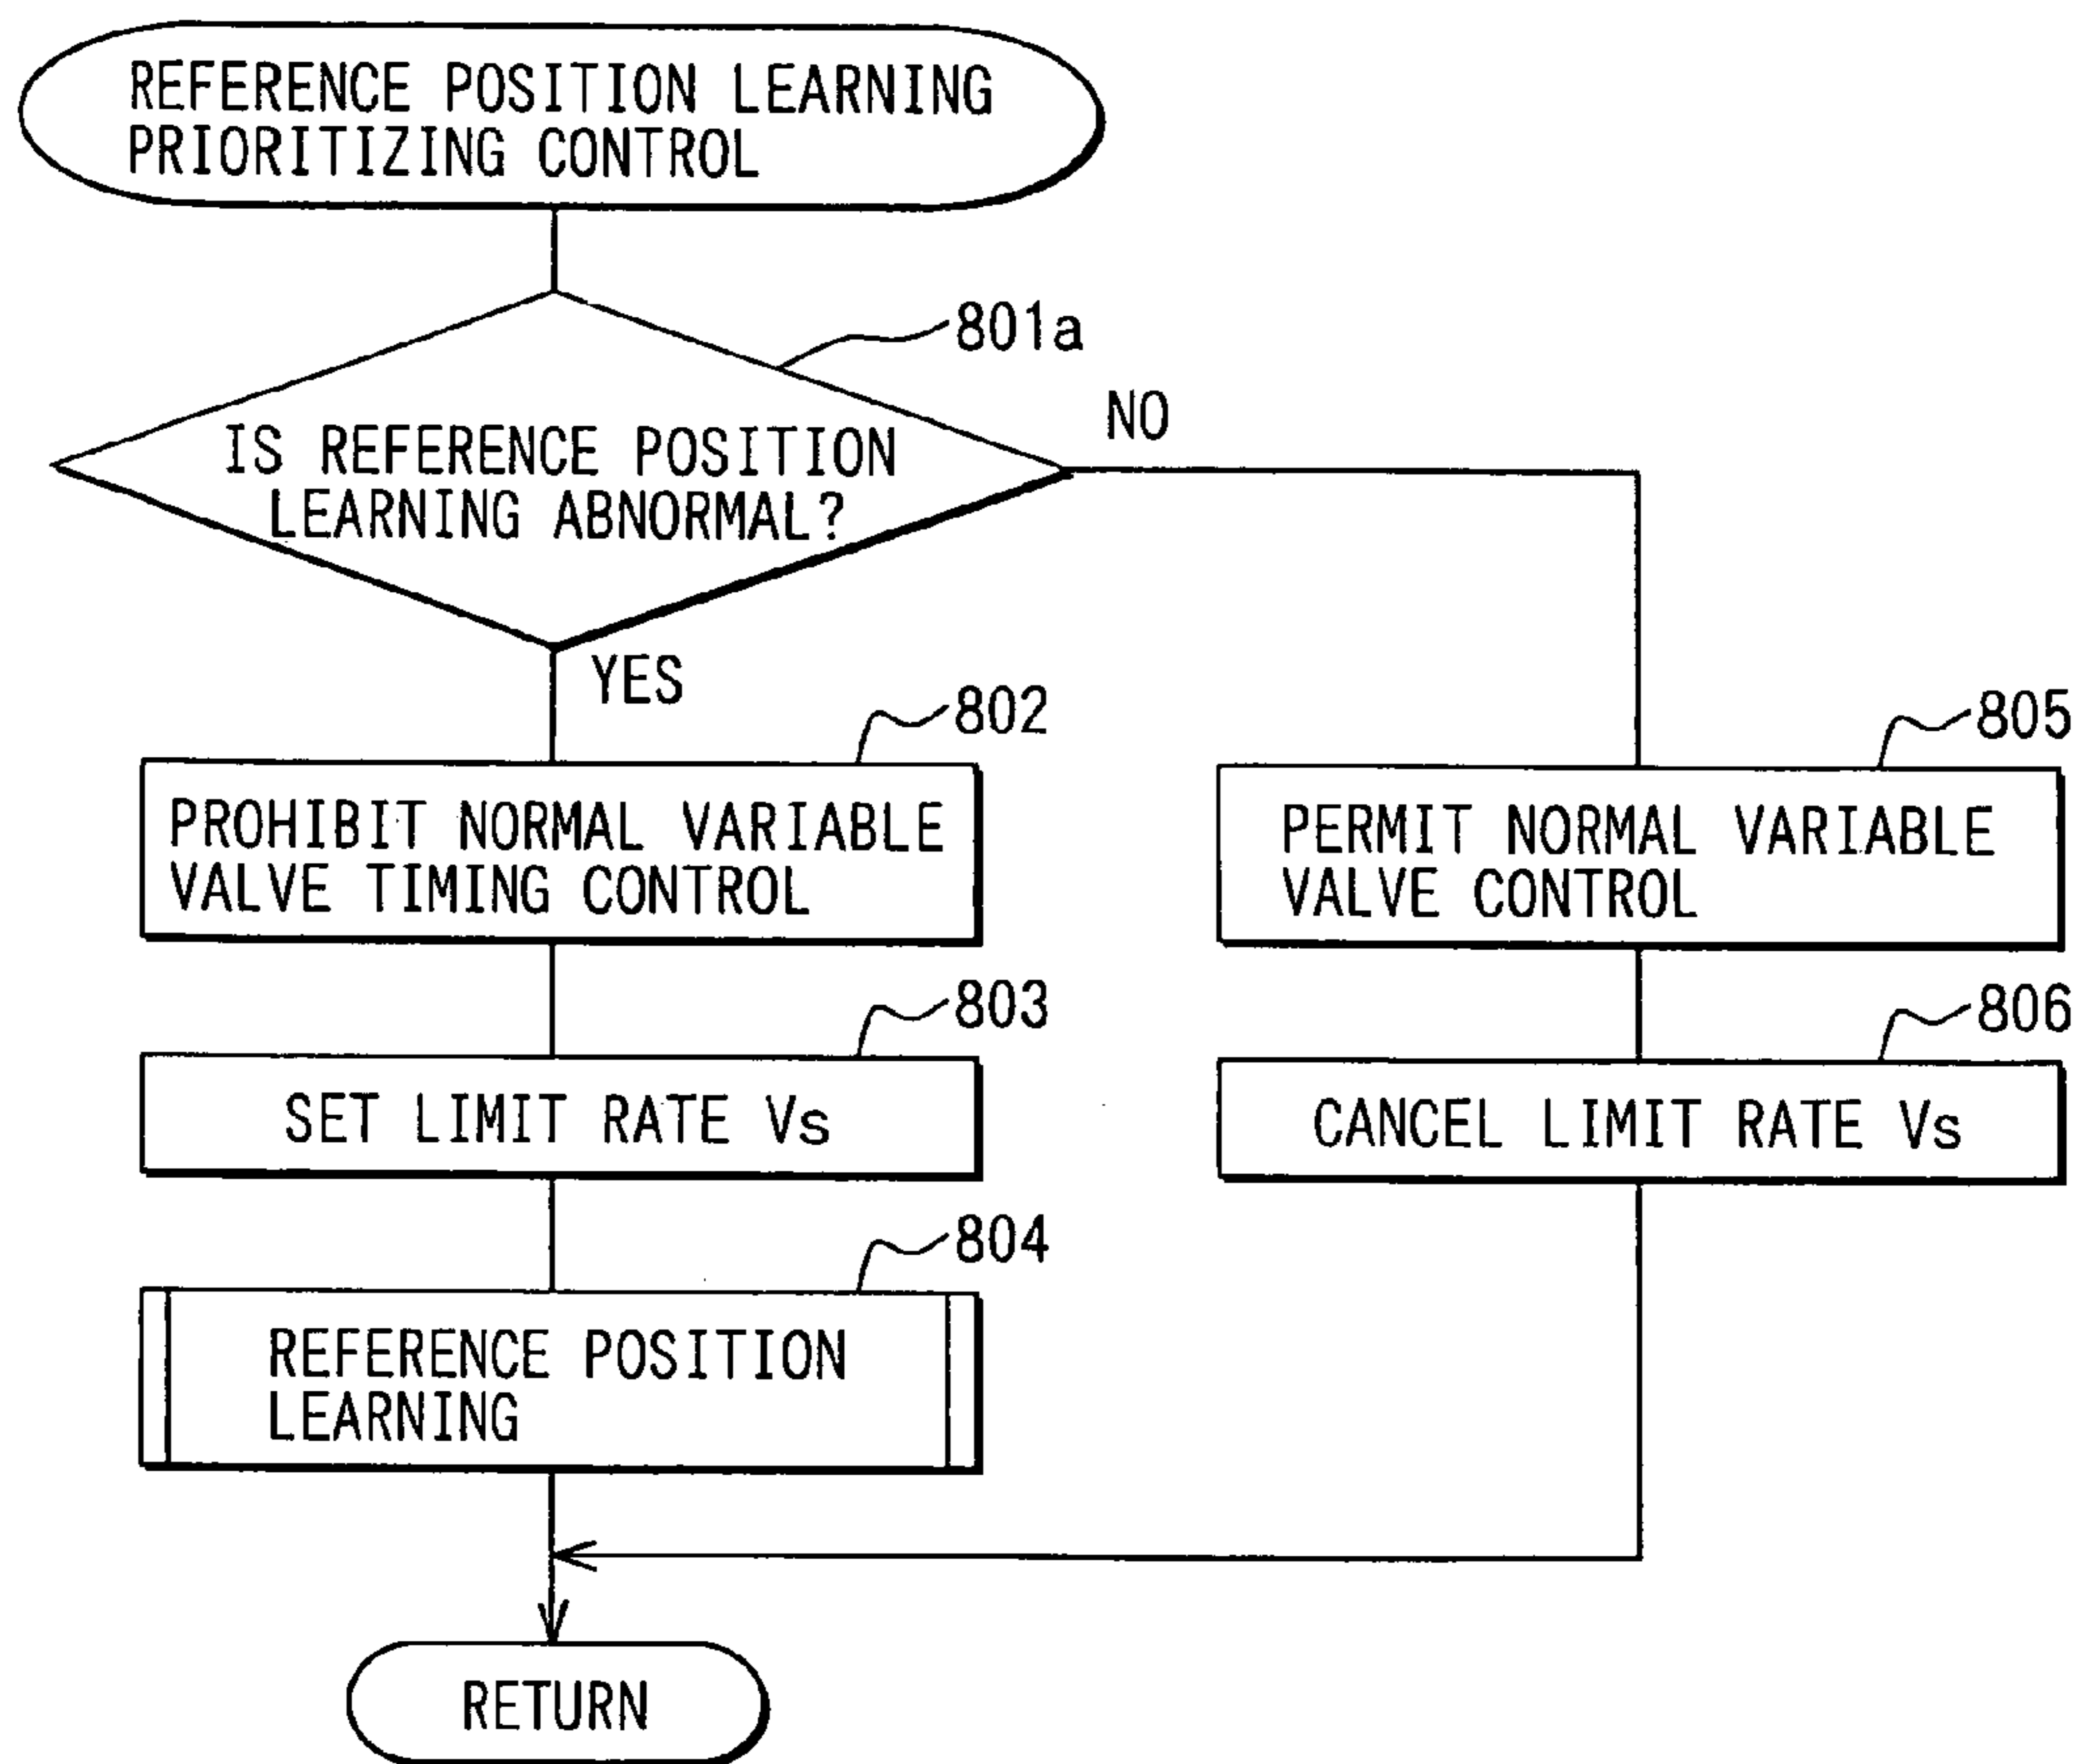 REFERENCE POSITION LEARNING
PRIORITIZING CONTROL
801a
IS REFERENCE POSITION
LEARNING ABNORMAL?
NO
YES
802
PROHIBIT NORMAL VARIABLE
VALVE TIMING CONTROL
803
SET LIMIT RATE Vs
804
REFERENCE POSITION
LEARNING
805
PERMIT NORMAL VARIABLE
VALVE CONTROL
806
CANCEL LIMIT RATE Vs
RETURN